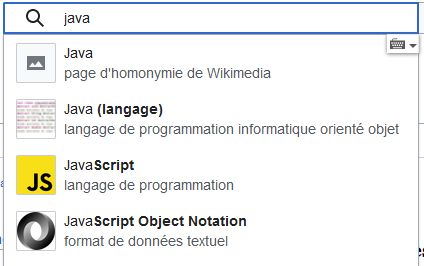 java
Java
page d'homonymie de Wikimedia
Java (langage)
langage de programmation informatique orienté objet
JavaScript
langage de programmation
JS
JavaScript Object Notation
format de données textuel